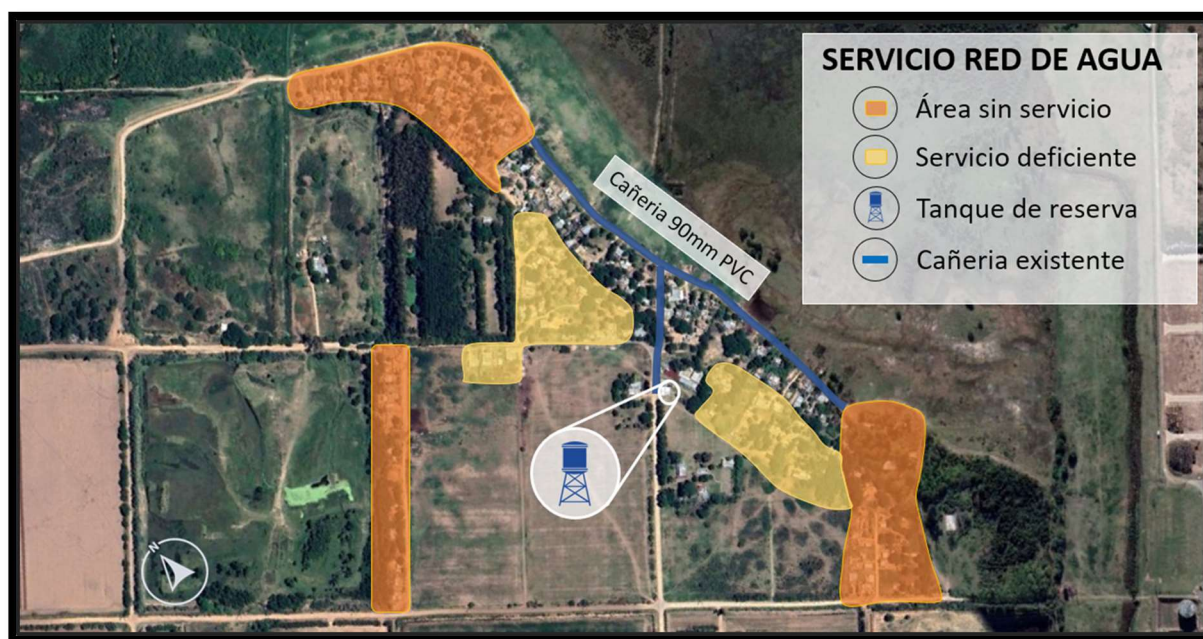 SERVICIO RED DE AGUA
Área sin servicio
Servicio deficiente
Tanque de reserva
Cañeria existente
Cañeria 90mm PVC
N